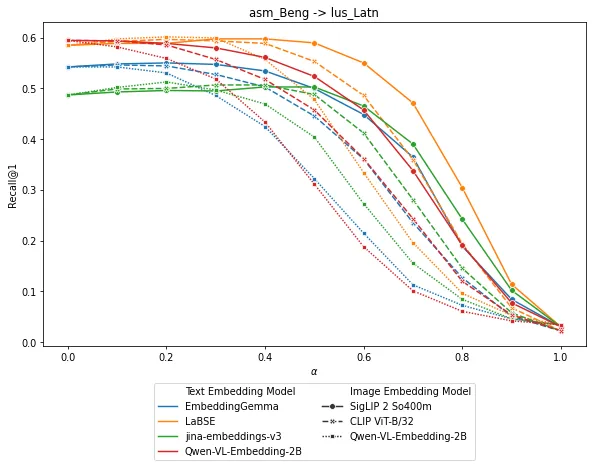 asm_Beng -> lus_Latn
Recall@1
0.6
0.5
0.4
0.3
0.2
0.1
0.0
0.0 0.2 0.4 0.6 0.8 1.0
α
Text Embedding Model Image Embedding Model
EmbeddingGemma SigLIP 2 So400m
LaBSE CLIP ViT-B/32
jina-embeddings-v3 Qwen-VL-Embedding-2B
Qwen-VL-Embedding-2B